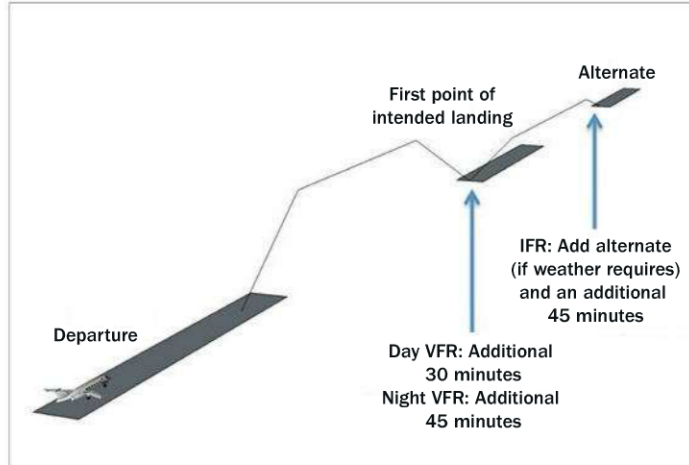 Alternate
First point of
intended landing
IFR: Add alternate
(if weather requires)
and an additional
45 minutes
Departure
Day VFR: Additional
30 minutes
Night VFR: Additional
45 minutes